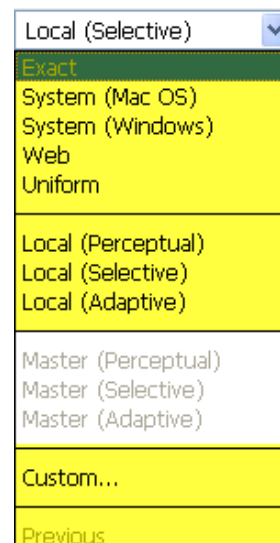 Local (Selective)
Exact
System (Mac OS)
System (Windows)
Web
Uniform
Local (Perceptual)
Local (Selective)
Local (Adaptive)
Master (Perceptual)
Master (Selective)
Master (Adaptive)
Custom...
Previous